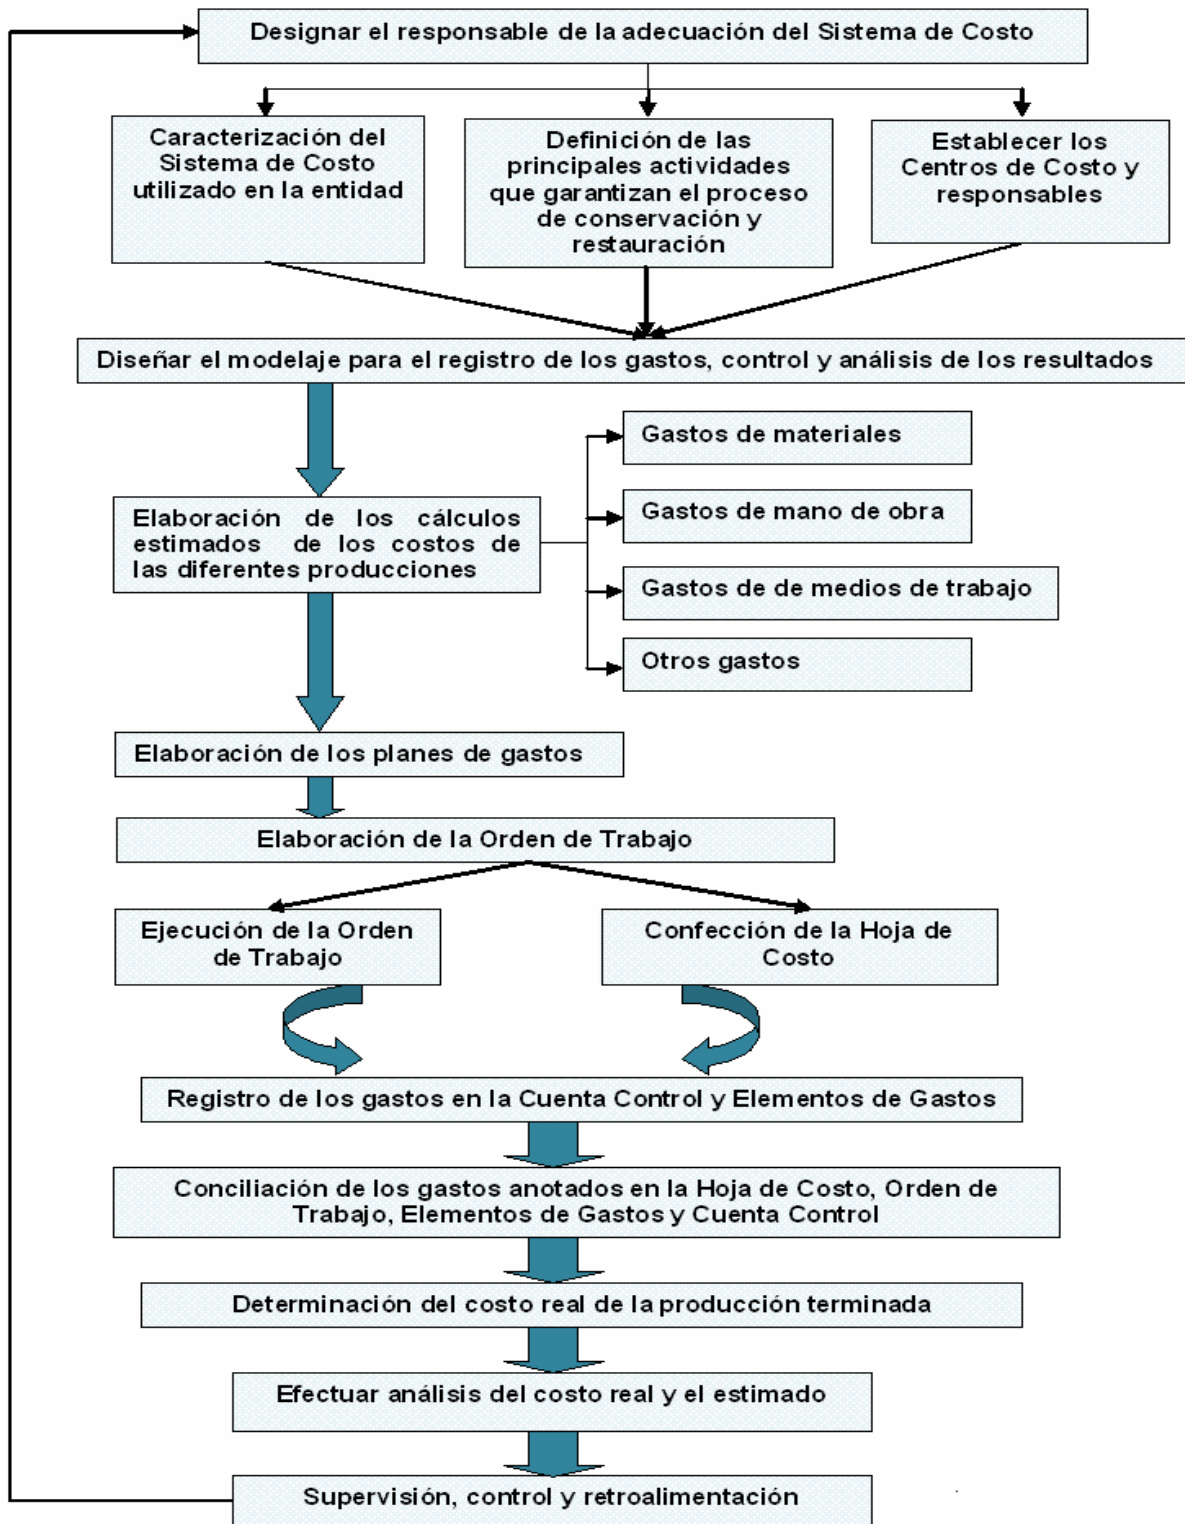 Designar el responsable de la adecuación del Sistema de Costo
Caracterización del
Sistema de Costo
utilizado en la entidad
Definición de las
principales actividades
que garantizan el proceso
de conservación y
restauración
Establecer los
Centros de Costo y
responsables
Diseñar el modelaje para el registro de los gastos, control y análisis de los resultados
Gastos de materiales
Gastos de mano de obra
Elaboración de los cálculos
estimados de los costos de
las diferentes producciones
Gastos de de medios de trabajo
Otros gastos
Elaboración de los planes de gastos
Elaboración de la Orden de Trabajo
Ejecución de la Orden
de Trabajo
Confección de la Hoja de
Costo
Registro de los gastos en la Cuenta Control y Elementos de Gastos
Conciliación de los gastos anotados en la Hoja de Costo, Orden de
Trabajo, Elementos de Gastos y Cuenta Control
Determinación del costo real de la producción terminada
Efectuar análisis del costo real y el estimado
Supervisión, control y retroalimentación